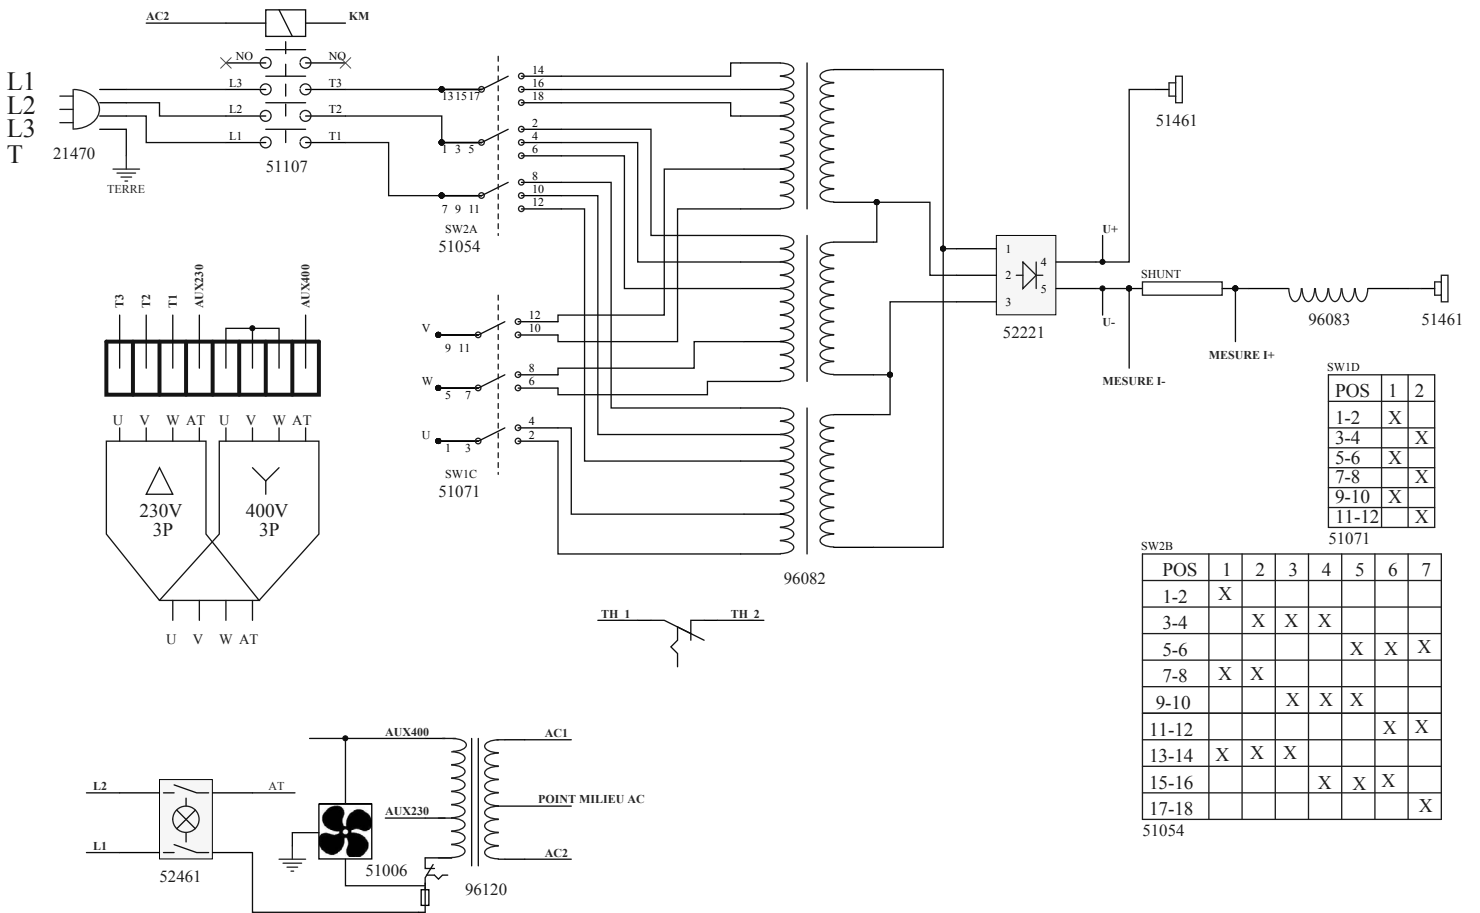 AC2 KM
NO NO
L1
L2
L3
T
21470
TERRE
L3 T3
L2 T2
L1 T1
51107
13 15 17
14
16
18
1 3 5
2
4
6
7 9 11
8
10
12
SW2A
51054
V
9 11
12
10
W
5 7
8
6
U
1 3
4
2
SW1C
51071
96082
1
2
3
4
5
52221
U+
U-
51461
SHUNT
96083
51461
MESURE I+
MESURE I-
T3 T2 T1 AUX230 AUX400
U V W AT U V W AT
230V
3P
400V
3P
U V W AT
TH 1 TH 2
SW1D
POS 1 2
1-2 X
3-4 X
5-6 X
7-8 X
9-10 X
11-12 X
51071
SW2B
POS 1 2 3 4 5 6 7
1-2 X
3-4 X X X
5-6 X X X
7-8 X X
9-10 X X X
11-12 X X
13-14 X X X
15-16 X X X
17-18 X
51054
L2 AT
L1
52461
AUX400
AUX230
51006
96120
AC1
POINT MILIEU AC
AC2